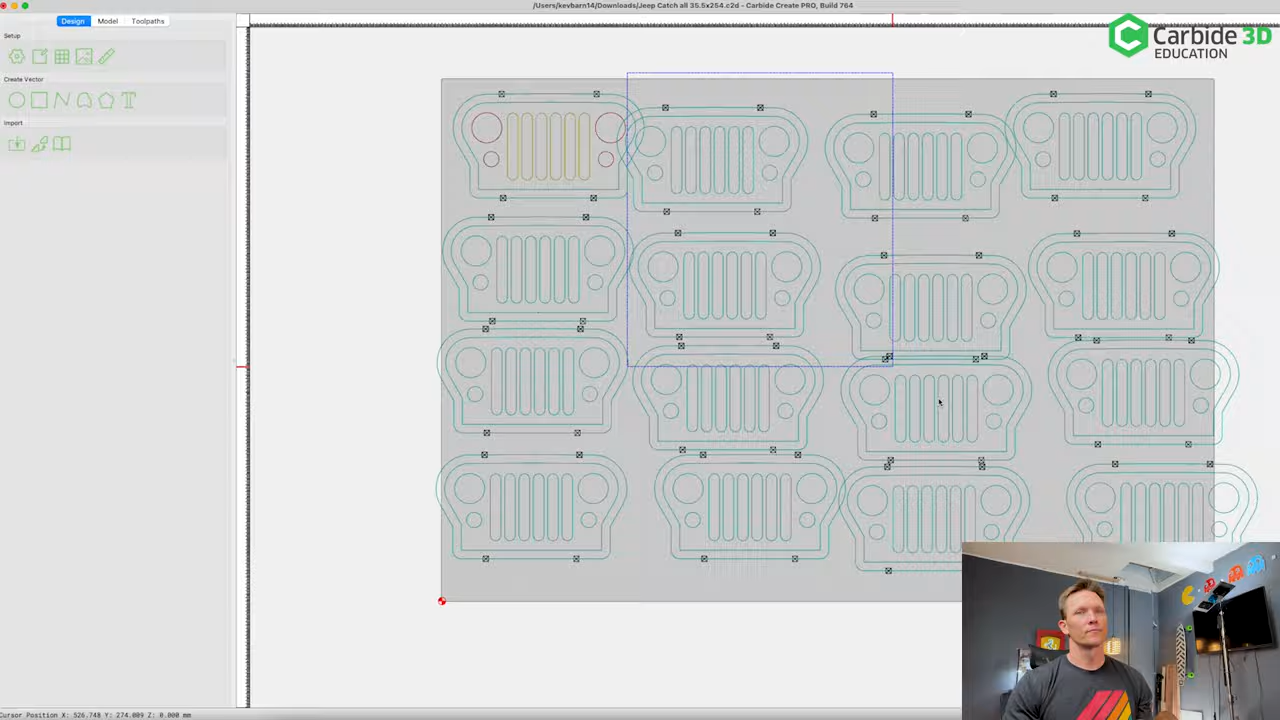 /Users/kevbarn14/Downloads/Jeep Catch all 35.5x254.c2d - Carbide Create PRO, Build 764
Design
Model
Toolpaths
Carbide 3D
EDUCATION
Setup
Create Vector
T
Import
Cursor Position X: 526.748 Y: 274.089 Z: 0.000 mm